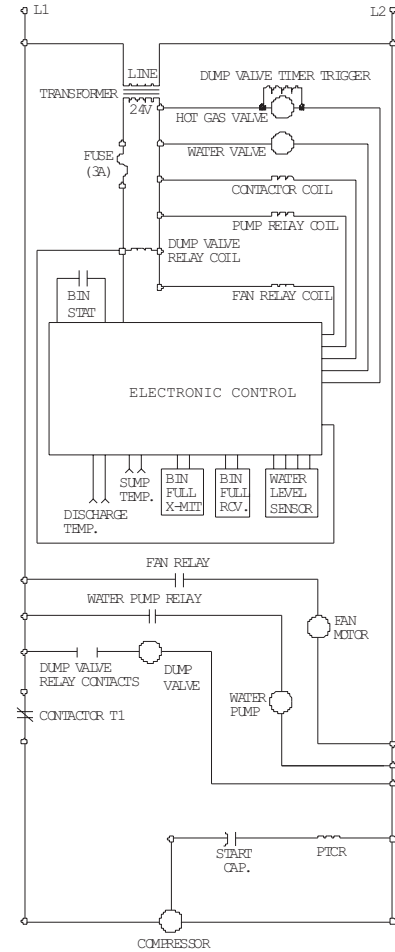 L1
L2
LINE
DUMP VALVE TIMER TRIGGER
TRANSFORMER
24V
HOT GAS VALVE
FUSE
(3A)
WATER VALVE
CONTACTOR COIL
PUMP RELAY COIL
DUMP VALVE
RELAY COIL
BIN
STAT
FAN RELAY COIL
ELECTRONIC CONTROL
DISCHARGE
TEMP.
SUMP
TEMP.
BIN
FULL
X-MIT
BIN
FULL
RCV.
WATER
LEVEL
SENSOR
FAN RELAY
WATER PUMP RELAY
FAN
MOTOR
DUMP VALVE
RELAY CONTACTS
DUMP
VALVE
WATER
PUMP
CONTACTOR T1
START
CAP.
PTCR
COMPRESSOR